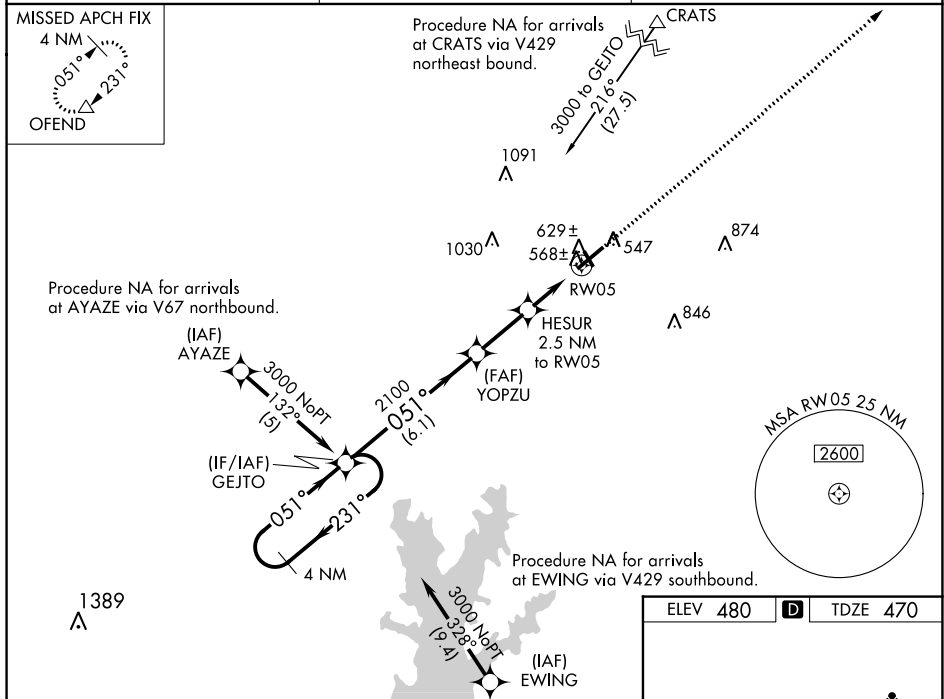 MISSED APCH FIX
4 NM
051°
231°
OFEND
Procedure NA for arrivals
at CRATS via V429
northeast bound.
CRATS
3000 to GEJTO
216°
(27.5)
1091
1030
629±
568±
547
874
846
RW05
HESUR
2.5 NM
to RW05
(FAF)
YOPZU
Procedure NA for arrivals
at AYAZE via V67 northbound.
(IAF)
AYAZE
3000 NoPT
132°
(5)
2100
051°
(6.1)
(IF/IAF)
GEJTO
051°
231°
4 NM
MSA RW05 25 NM
2600
1389
Procedure NA for arrivals
at EWING via V429 southbound.
3000 NoPT
328°
(9.4)
(IAF)
EWING
ELEV 480 D TDZE 470